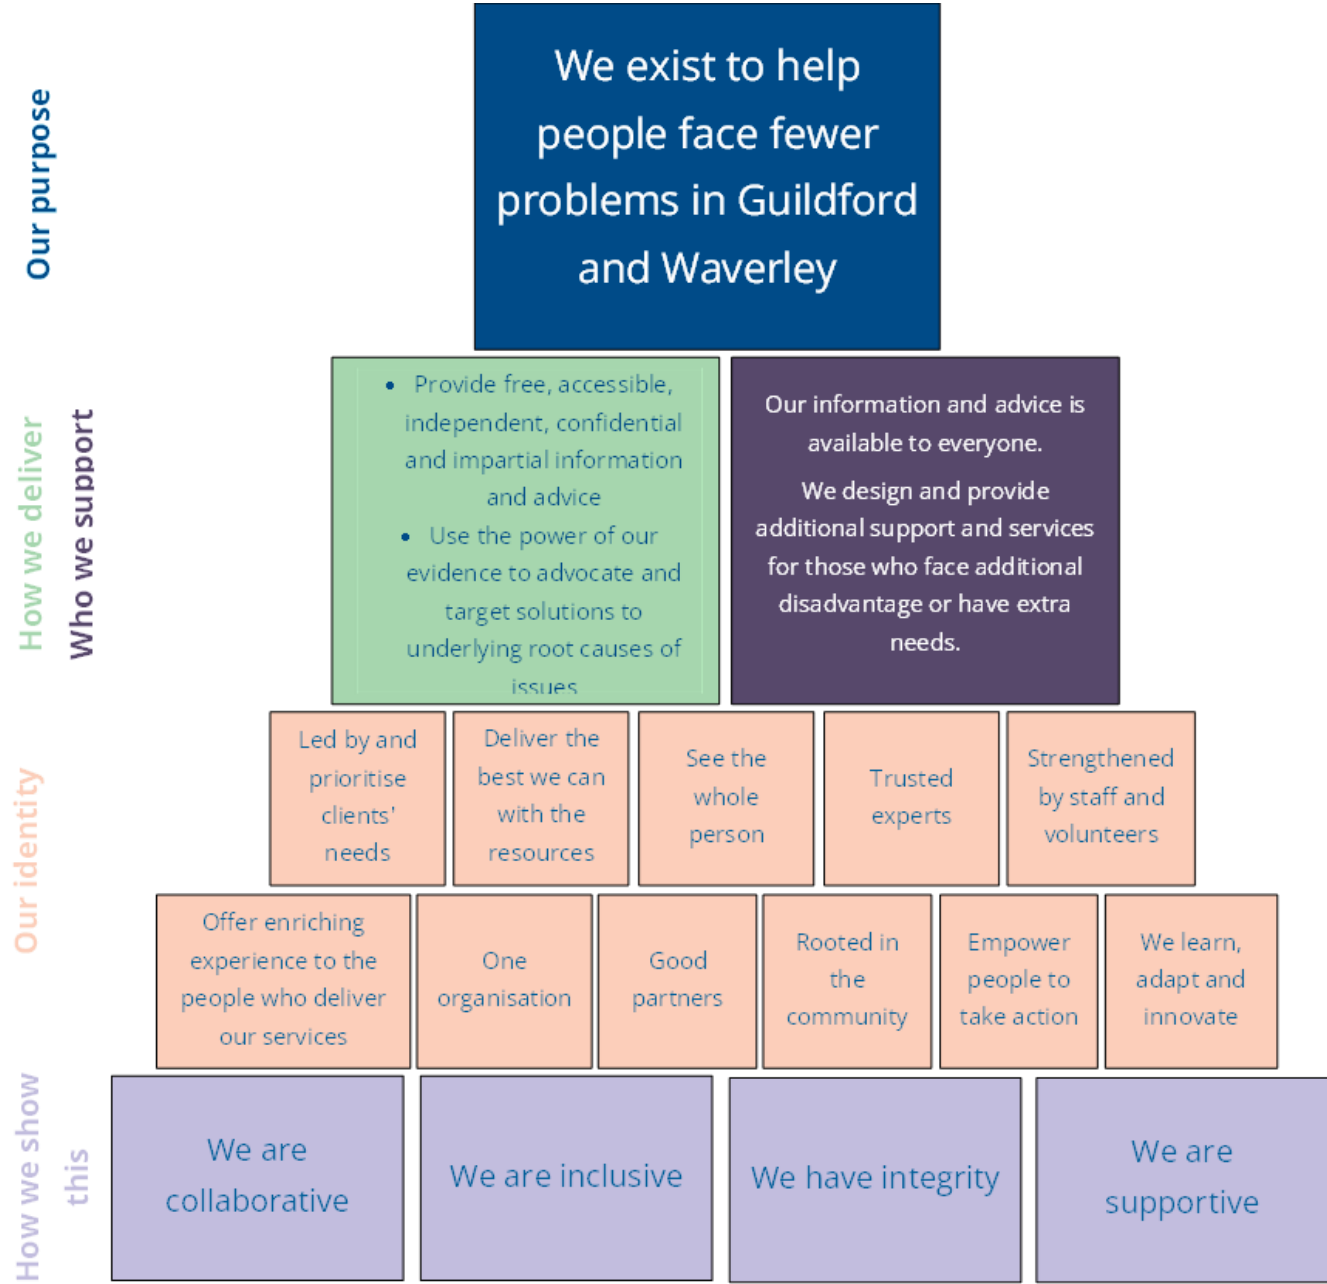 Our purpose
We exist to help
people face fewer
problems in Guildford
and Waverley
How we deliver
Who we support
• Provide free, accessible,
independent, confidential
and impartial information
and advice
• Use the power of our
evidence to advocate and
target solutions to
underlying root causes of
issues
Our information and advice is
available to everyone.
We design and provide
additional support and services
for those who face additional
disadvantage or have extra
needs.
Our identity
Led by and
prioritise
clients'
needs
Deliver the
best we can
with the
resources
See the
whole
person
Trusted
experts
Strengthened
by staff and
volunteers
Offer enriching
experience to the
people who deliver
our services
One
organisation
Good
partners
Rooted in
the
community
Empower
people to
take action
We learn,
adapt and
innovate
How we show
this
We are
collaborative
We are inclusive
We have integrity
We are
supportive